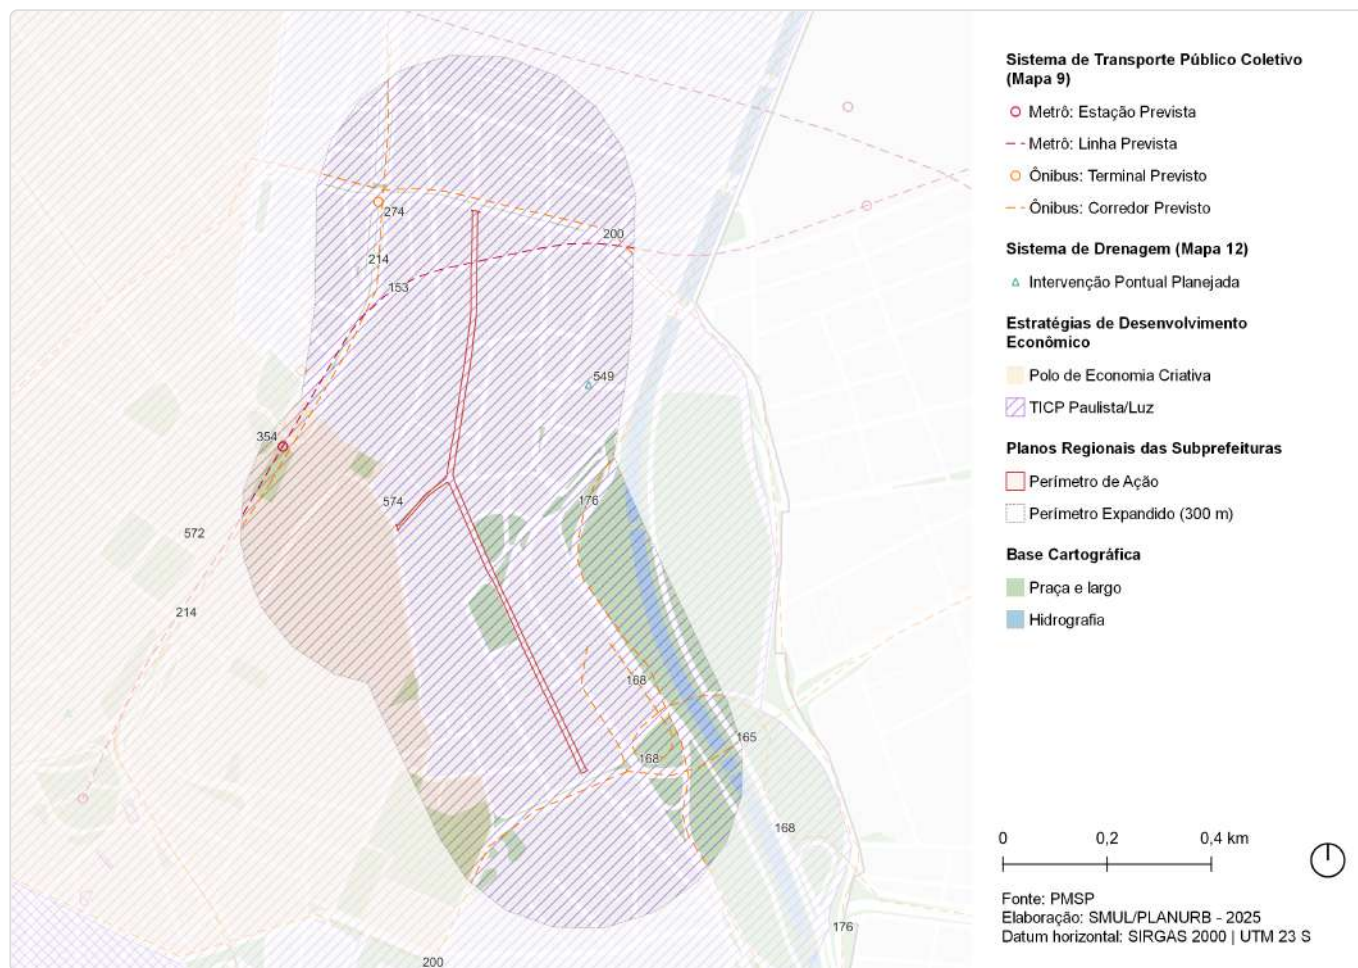 274
200
214
153
549
354
574
176
572
214
168
165
168
168
176
200
Sistema de Transporte Público Coletivo
(Mapa 9)
Metrô: Estação Prevista
Metrô: Linha Prevista
Ônibus: Terminal Previsto
Ônibus: Corredor Previsto
Sistema de Drenagem (Mapa 12)
Intervenção Pontual Planejada
Estratégias de Desenvolvimento
Econômico
Polo de Economia Criativa
TICP Paulista/Luz
Planos Regionais das Subprefeituras
Perímetro de Ação
Perímetro Expandido (300 m)
Base Cartográfica
Praça e largo
Hidrografia
0 0,2 0,4 km
Fonte: PMSP
Elaboração: SMUL/PLANURB - 2025
Datum horizontal: SIRGAS 2000 | UTM 23 S